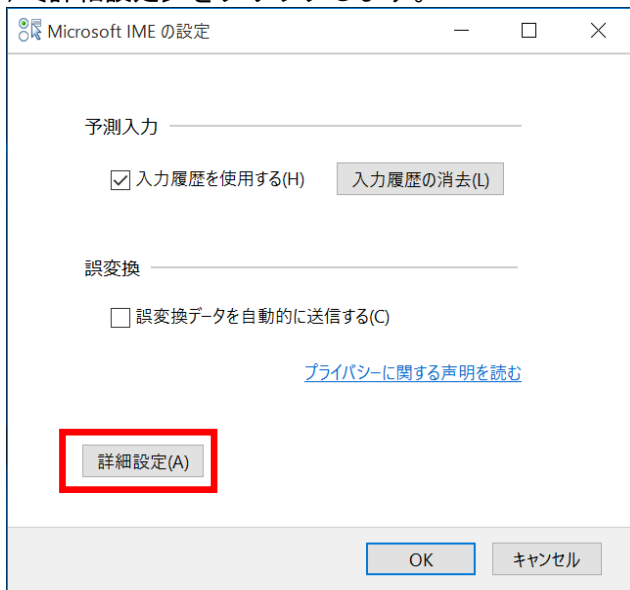 Microsoft IME の設定
予測入力
入力履歴を使用する(H) 入力履歴の消去(L)
誤変換
誤変換データを自動的に送信する(C)
プライバシーに関する声明を読む
詳細設定(A)
OK キャンセル